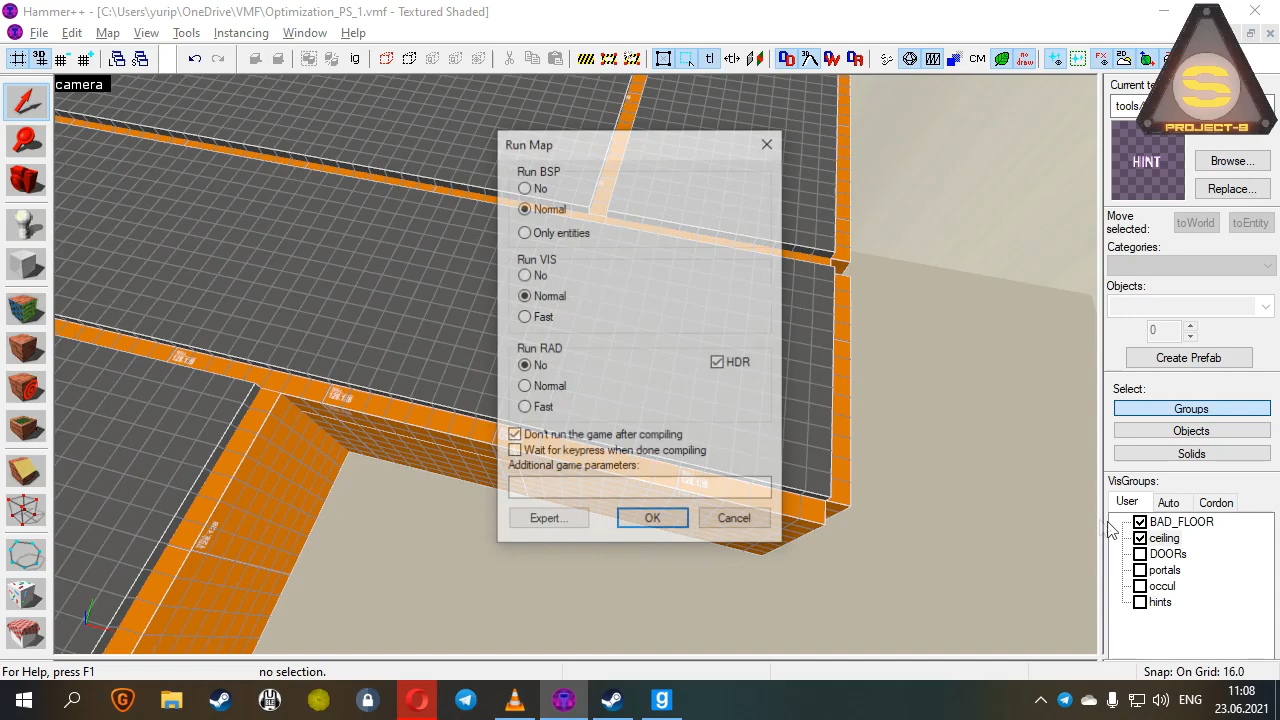 Hammer++ - [C:\Users\yurip\OneDrive\VMF\Optimization_PS_1.vmf - Textured Shaded]
File Edit Map View Tools Instancing Window Help
camera
Current te
tools/
HINT
Browse...
Replace...
Move
selected:
toWorld
toEntity
Categories:
Objects:
0
Create Prefab
Select:
Groups
Objects
Solids
VisGroups:
User Auto Cordon
BAD_FLOOR
ceiling
DOORs
portals
occul
hints
Run Map
Run BSP
No
Normal
Only entities
Run VIS
No
Normal
Fast
Run RAD
No
HDR
Normal
Fast
Don't run the game after compiling
Wait for keypress when done compiling
Additional game parameters:
Expert... OK Cancel
PROJECT-S
S
For Help, press F1
no selection.
Snap: On Grid: 16.0
ENG
11:08
23.06.2021